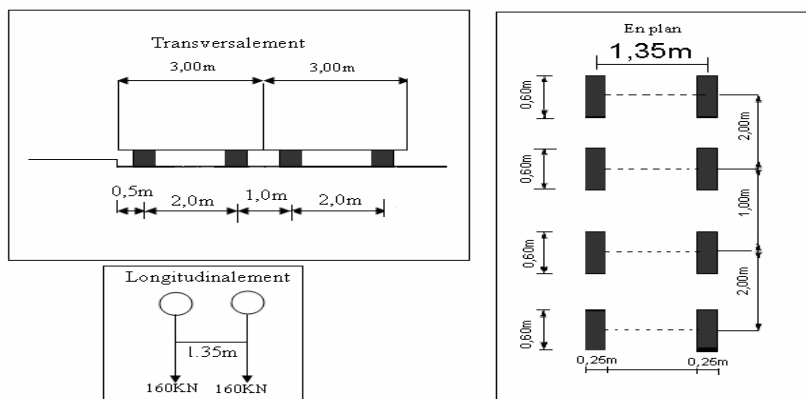 Transversalement
3,00m 3,00m
0,5m
2,0m 1,0m 2,0m
Longitudinalement
1.35m
160KN 160KN
En plan
1,35m
0,60m
2,00m
0,60m
1,00m
0,60m
2,00m
0,60m
0,25m 0,25m